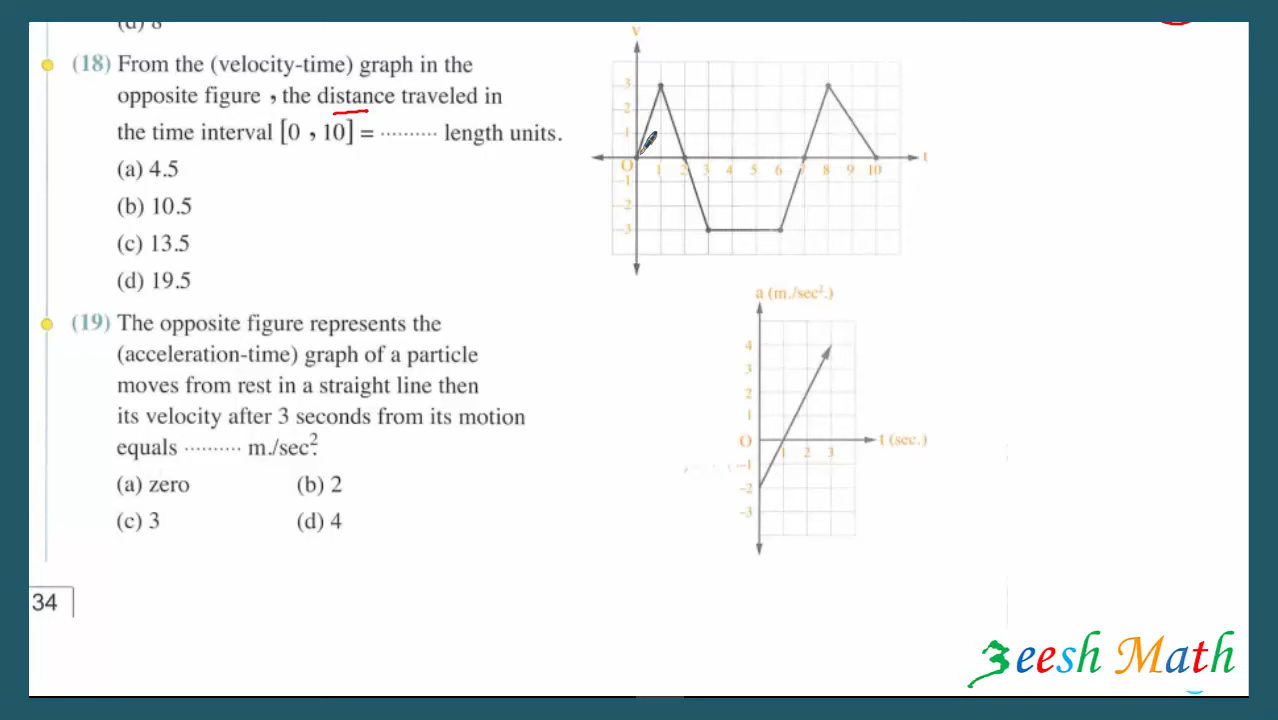 (d) 8
(18) From the (velocity-time) graph in the
opposite figure , the distance traveled in
the time interval [0 , 10] = ·········· length units.
(a) 4.5
(b) 10.5
(c) 13.5
(d) 19.5
V
3
2
1
O 1 2 3 4 5 6 7 8 9 10 t
-1
-2
-3
(19) The opposite figure represents the
(acceleration-time) graph of a particle
moves from rest in a straight line then
its velocity after 3 seconds from its motion
equals ·········· m./sec².
(a) zero (b) 2
(c) 3 (d) 4
a (m./sec².)
4
3
2
1
O 1 2 3 t (sec.)
-1
-2
-3
34
Zeesh Math